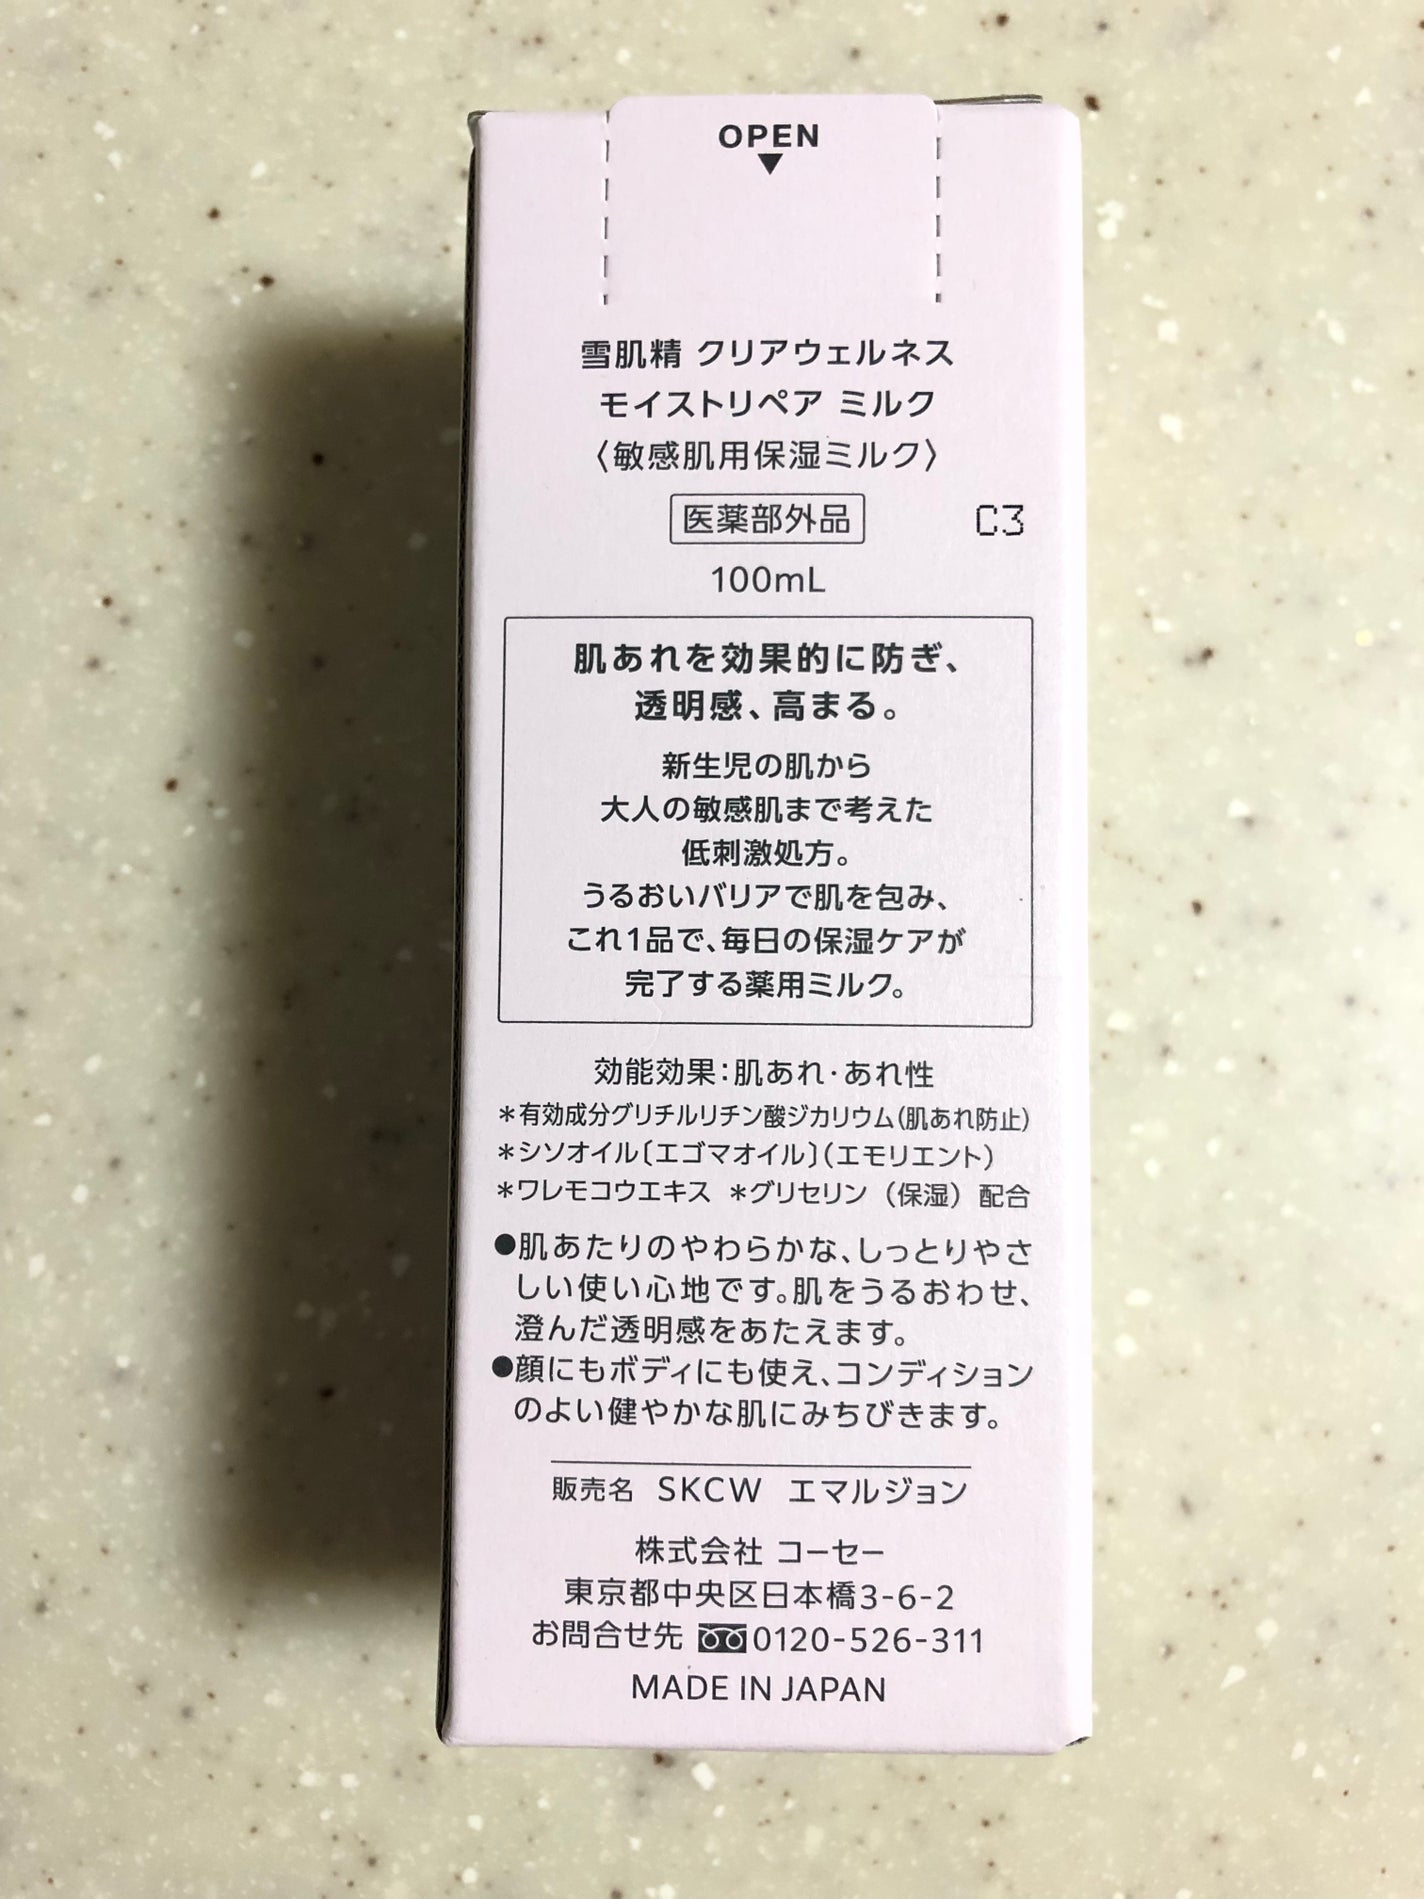 OPEN
▼
雪肌精 クリアウェルネス
モイストリペア ミルク
〈敏感肌用保湿ミルク〉
医薬部外品 C3
100mL
肌あれを効果的に防ぎ、
透明感、高まる。
新生児の肌から
大人の敏感肌まで考えた
低刺激処方。
うるおいバリアで肌を包み、
これ1品で、毎日の保湿ケアが
完了する薬用ミルク。
効能効果：肌あれ・あれ性
＊有効成分グリチルリチン酸ジカリウム（肌あれ防止）
＊シソオイル〔エゴマオイル〕（エモリエント）
＊ワレモコウエキス ＊グリセリン （保湿） 配合
●肌あたりのやわらかな、しっとりやさ
しい使い心地です。肌をうるおわせ、
澄んだ透明感をあたえます。
●顔にもボディにも使え、コンディション
のよい健やかな肌にみちびきます。
販売名 SKCW エマルジョン
株式会社 コーセー
東京都中央区日本橋3-6-2
お問合せ先 0120-526-311
MADE IN JAPAN